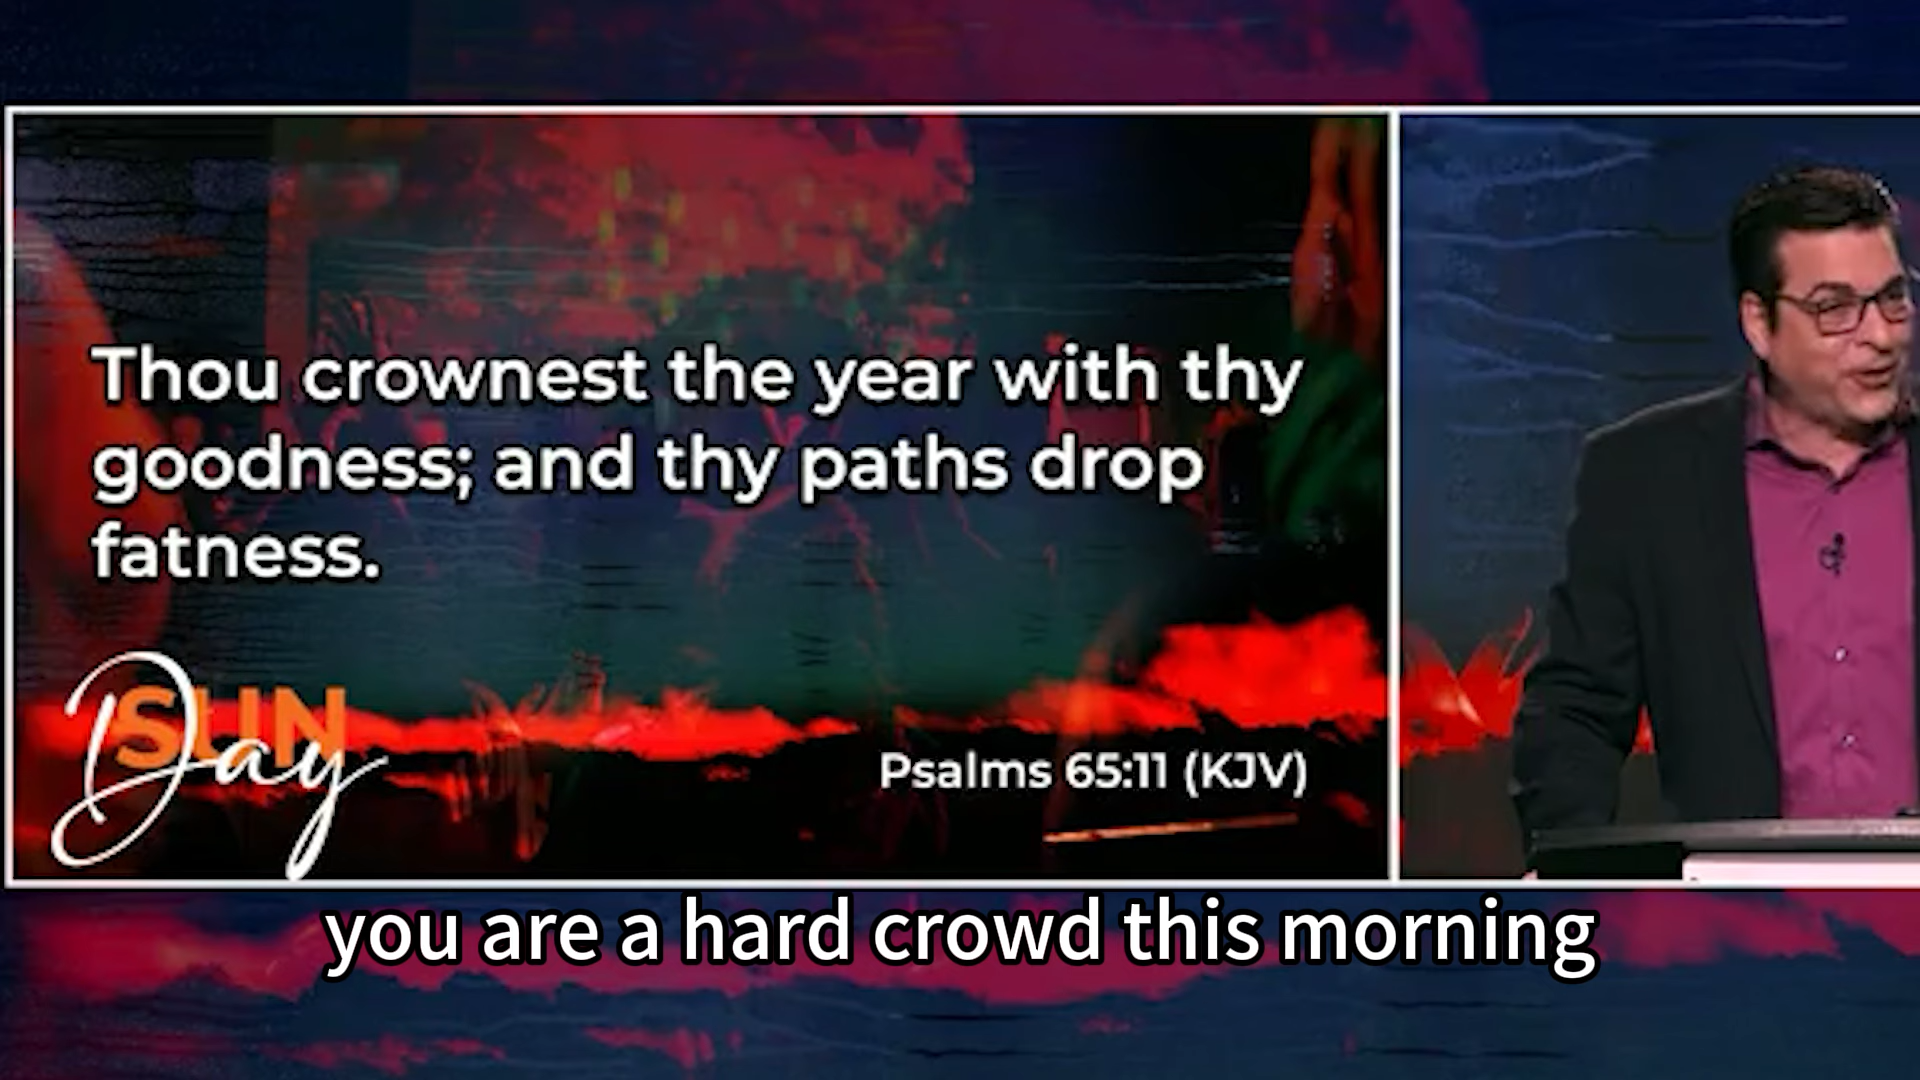 Thou crownest the year with thy
goodness; and thy paths drop
fatness.
SUN
Day
Psalms 65:11 (KJV)
you are a hard crowd this morning